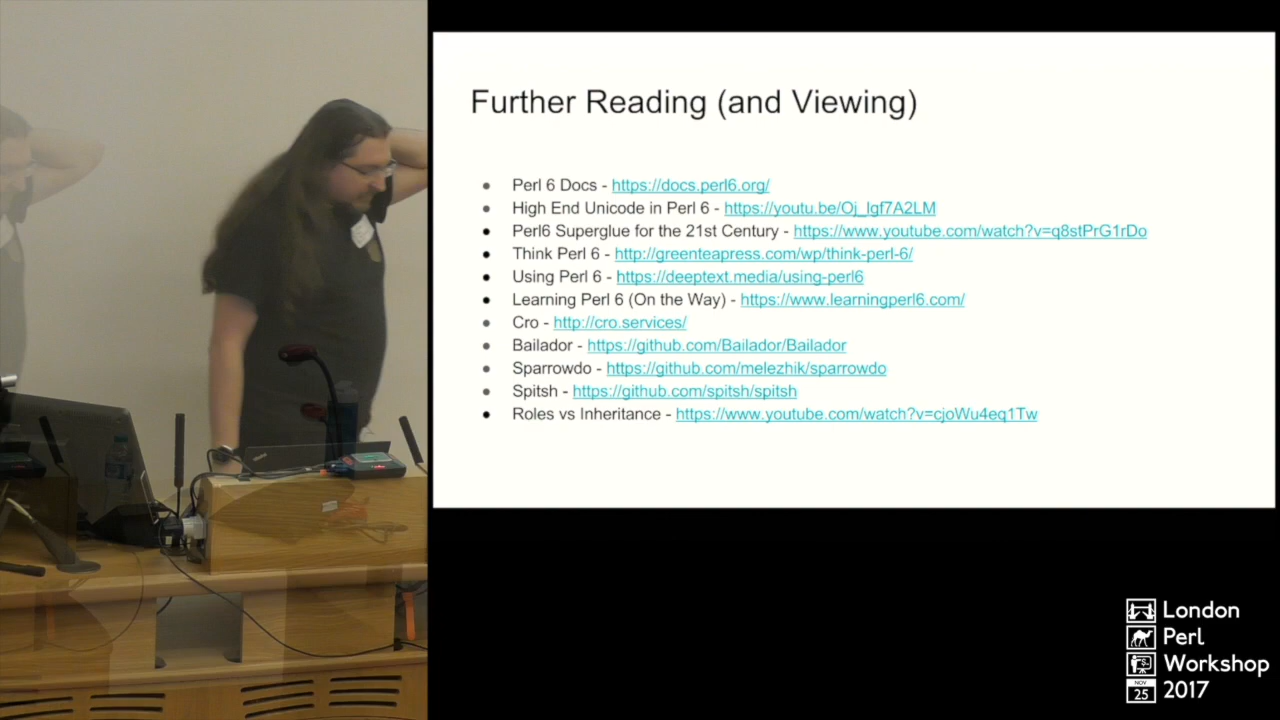 Further Reading (and Viewing)
Perl 6 Docs - https://docs.perl6.org/
High End Unicode in Perl 6 - https://youtu.be/Oj_lgf7A2LM
Perl6 Superglue for the 21st Century - https://www.youtube.com/watch?v=q8stPrG1rDo
Think Perl 6 - http://greenteapress.com/wp/think-perl-6/
Using Perl 6 - https://deeptext.media/using-perl6
Learning Perl 6 (On the Way) - https://www.learningperl6.com/
Cro - http://cro.services/
Bailador - https://github.com/Bailador/Bailador
Sparrowdo - https://github.com/melezhik/sparrowdo
Spitsh - https://github.com/spitsh/spitsh
Roles vs Inheritance - https://www.youtube.com/watch?v=cjoWu4eq1Tw
London
Perl
Workshop
NOV
25 2017